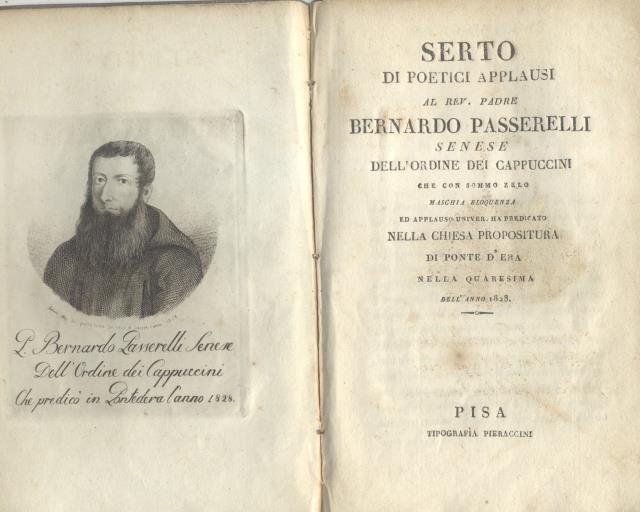 P. Bernardo Passerelli Senese
Dell'Ordine dei Cappuccini
Che predicò in Pontedera l'anno 1828.
SERTO
DI POETICI APPLAUSI
AL REV. PADRE
BERNARDO PASSERELLI
SENESE
DELL'ORDINE DEI CAPPUCCINI
CHE CON SOMMO ZELO
MASCHIA ELOQUENZA
ED APPLAUSO UNIVER. HA PREDICATO
NELLA CHIESA PROPOSITURA
DI PONTE D'ERA
NELLA QUARESIMA
DELL'ANNO 1828.
PISA
TIPOGRAFIA PIERACCINI